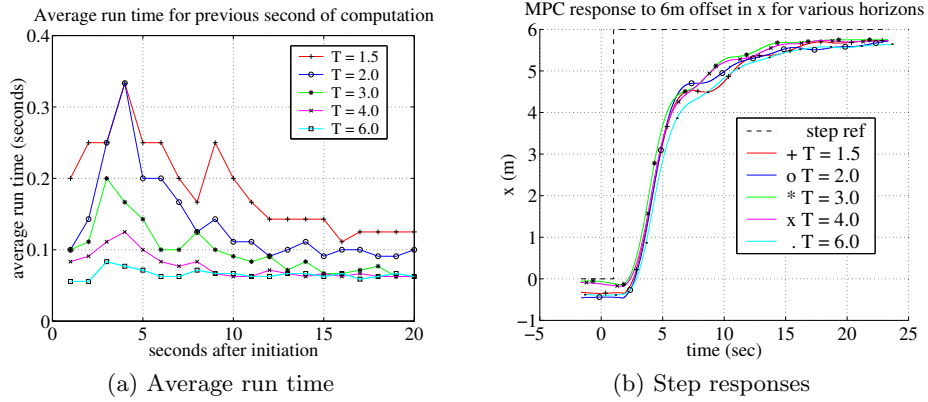 Average run time for previous second of computation
0.4
0.3
0.2
0.1
0
average run time (seconds)
T = 1.5
T = 2.0
T = 3.0
T = 4.0
T = 6.0
0 5 10 15 20
seconds after initiation
(a) Average run time
MPC response to 6m offset in x for various horizons
6
5
4
3
2
1
0
−1
x (m)
step ref
+ T = 1.5
o T = 2.0
* T = 3.0
x T = 4.0
. T = 6.0
−5 0 5 10 15 20 25
time (sec)
(b) Step responses